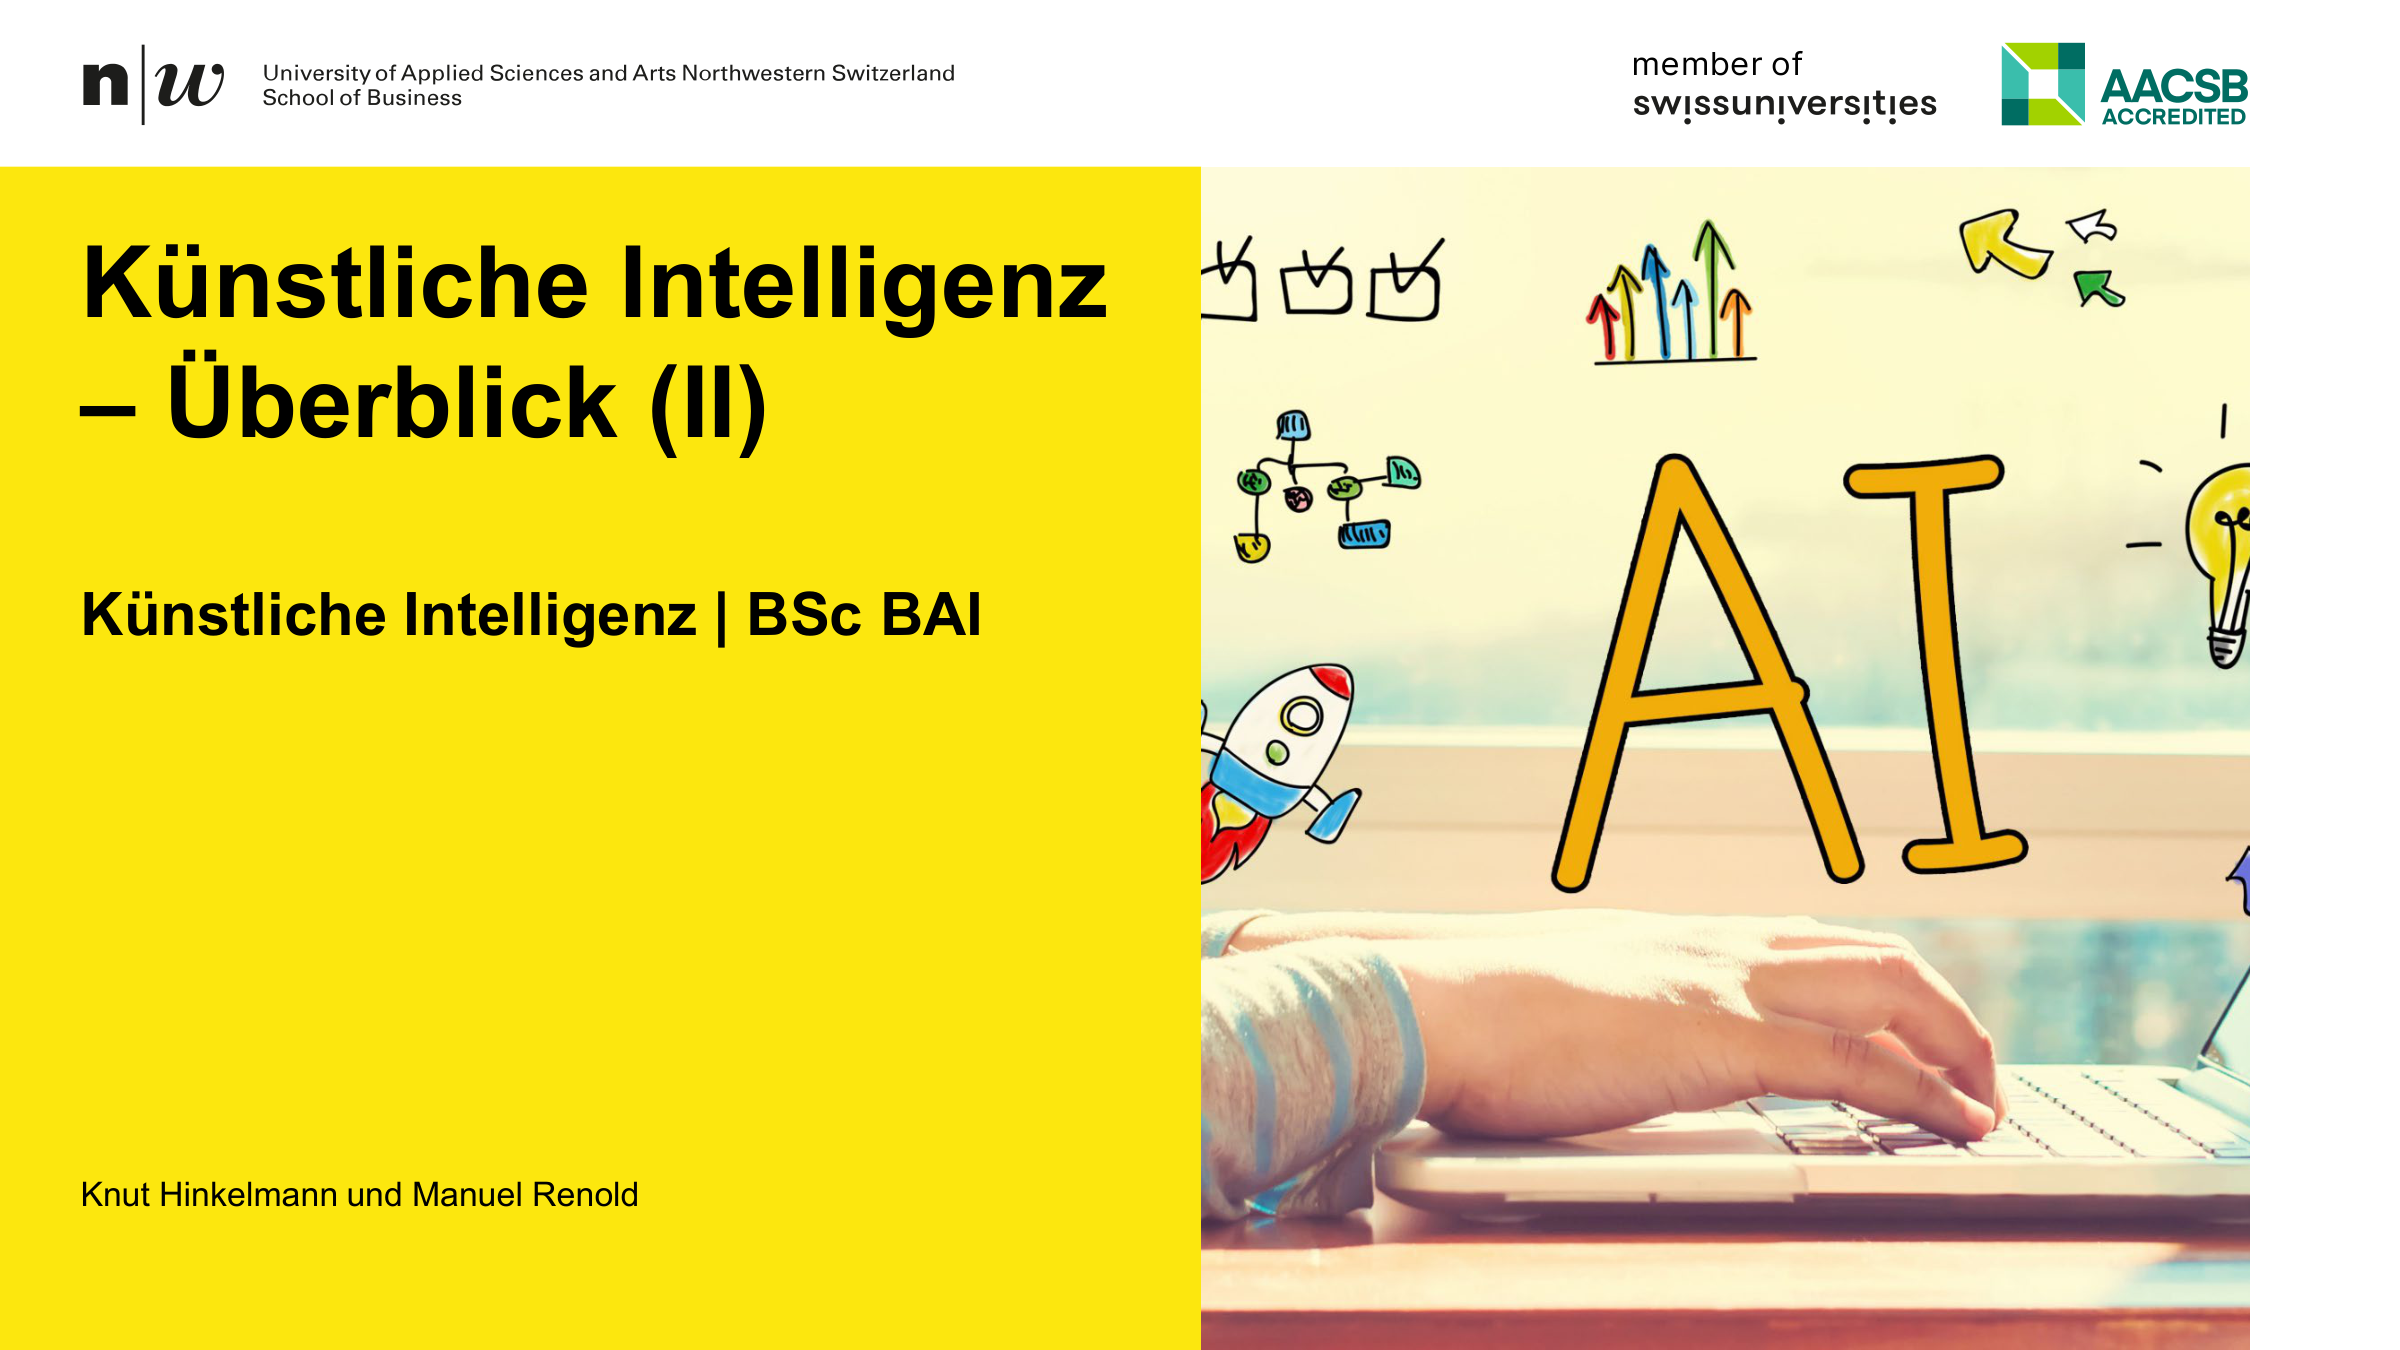 n|w University of Applied Sciences and Arts Northwestern Switzerland
School of Business
member of
swissuniversities
AACSB
ACCREDITED
Künstliche Intelligenz
– Überblick (II)
Künstliche Intelligenz | BSc BAI
AI
Knut Hinkelmann und Manuel Renold